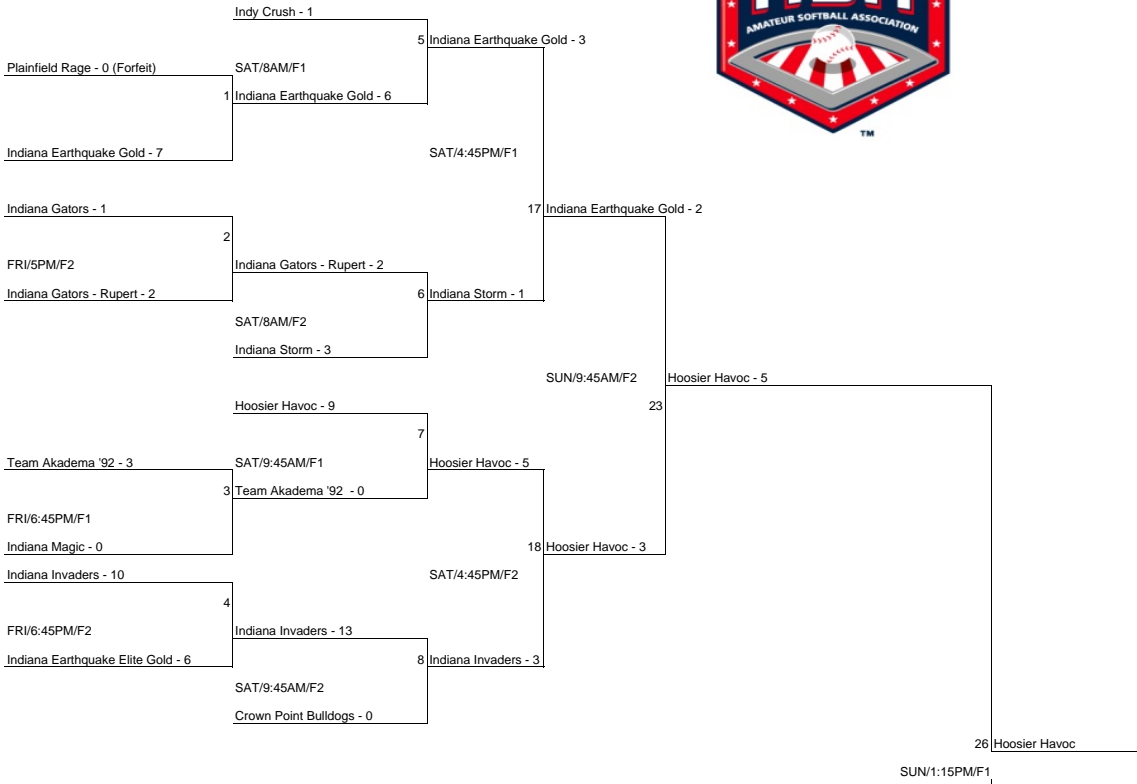 Indy Crush - 1
5 Indiana Earthquake Gold - 3
Plainfield Rage - 0 (Forfeit)
SAT/8AM/F1
1 Indiana Earthquake Gold - 6
Indiana Earthquake Gold - 7
SAT/4:45PM/F1
AMATEUR SOFTBALL ASSOCIATION
TM
Indiana Gators - 1
17 Indiana Earthquake Gold - 2
2
FRI/5PM/F2
Indiana Gators - Rupert - 2
Indiana Gators - Rupert - 2
6 Indiana Storm - 1
SAT/8AM/F2
Indiana Storm - 3
SUN/9:45AM/F2
Hoosier Havoc - 5
Hoosier Havoc - 9
23
7
Team Akadema '92 - 3
SAT/9:45AM/F1
Hoosier Havoc - 5
3 Team Akadema '92 - 0
FRI/6:45PM/F1
Indiana Magic - 0
18 Hoosier Havoc - 3
Indiana Invaders - 10
SAT/4:45PM/F2
4
FRI/6:45PM/F2
Indiana Invaders - 13
Indiana Earthquake Elite Gold - 6
8 Indiana Invaders - 3
SAT/9:45AM/F2
Crown Point Bulldogs - 0
26 Hoosier Havoc
SUN/1:15PM/F1